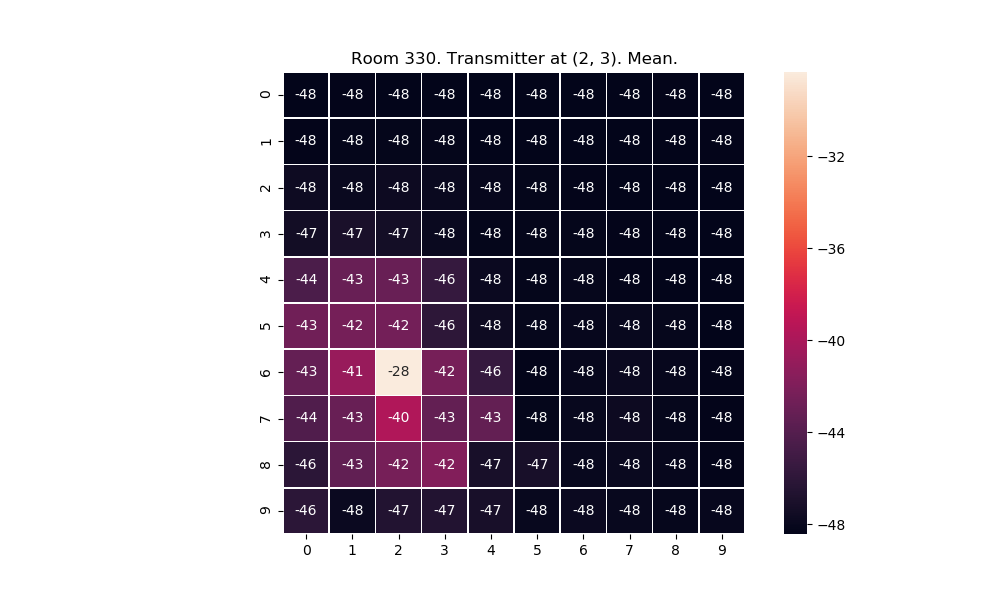 Room 330. Transmitter at (2, 3). Mean.
0 -48 -48 -48 -48 -48 -48 -48 -48 -48 -48
1 -48 -48 -48 -48 -48 -48 -48 -48 -48 -48
−32
2 -48 -48 -48 -48 -48 -48 -48 -48 -48 -48
3 -47 -47 -47 -48 -48 -48 -48 -48 -48 -48
−36
4 -44 -43 -43 -46 -48 -48 -48 -48 -48 -48
5 -43 -42 -42 -46 -48 -48 -48 -48 -48 -48
−40
6 -43 -41 -28 -42 -46 -48 -48 -48 -48 -48
7 -44 -43 -40 -43 -43 -48 -48 -48 -48 -48
−44
8 -46 -43 -42 -42 -47 -47 -48 -48 -48 -48
9 -46 -48 -47 -47 -47 -48 -48 -48 -48 -48
−48
0 1 2 3 4 5 6 7 8 9